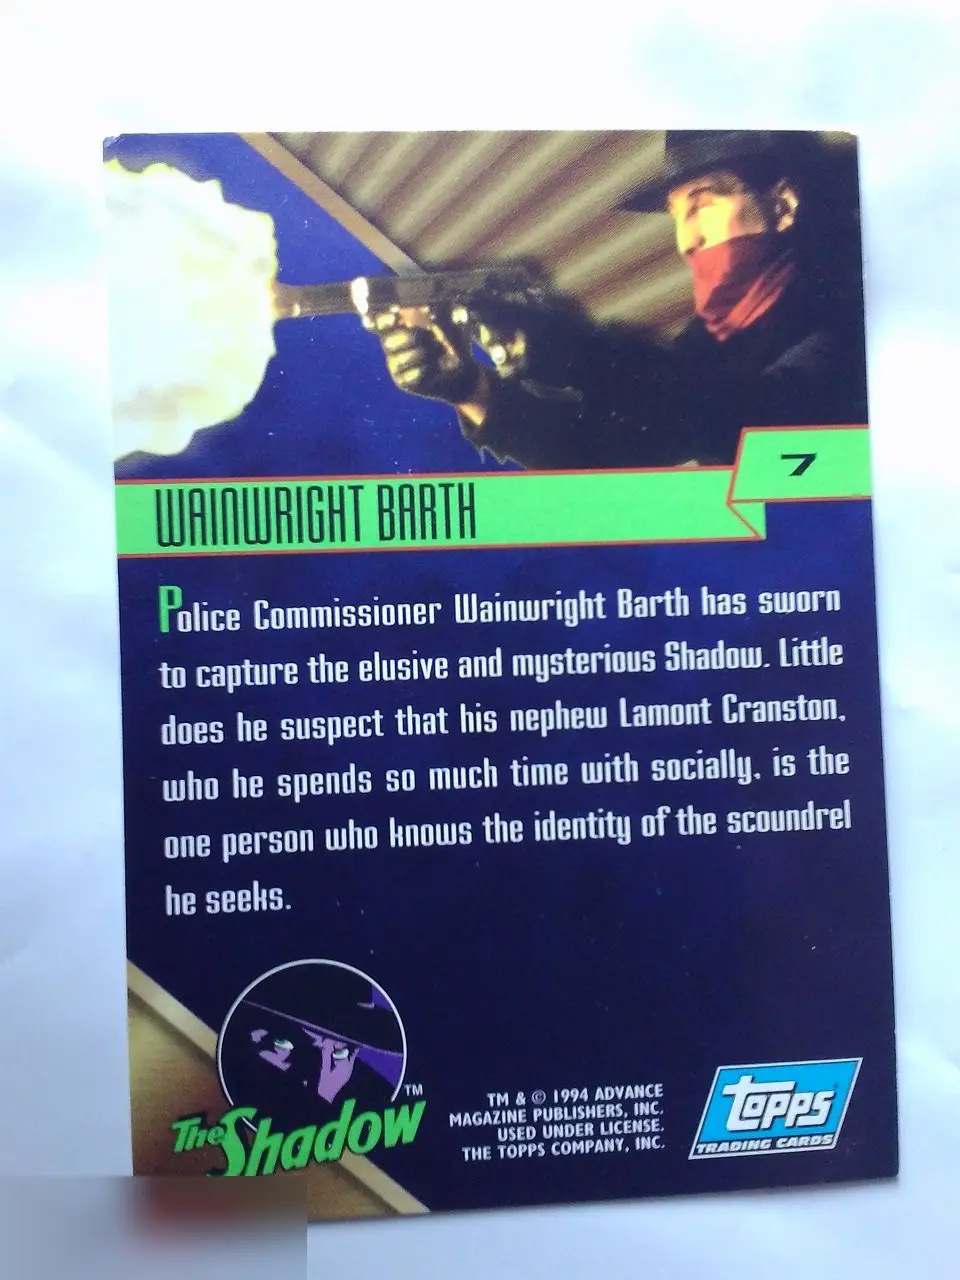 7
WAINWRIGHT BARTH
Police Commissioner Wainwright Barth has sworn
to capture the elusive and mysterious Shadow. Little
does he suspect that his nephew Lamont Cranston,
who he spends so much time with socially, is the
one person who knows the identity of the scoundrel
he seeks.
The Shadow™
TM & © 1994 ADVANCE
MAGAZINE PUBLISHERS, INC.
USED UNDER LICENSE.
THE TOPPS COMPANY, INC.
topps
TRADING CARDS